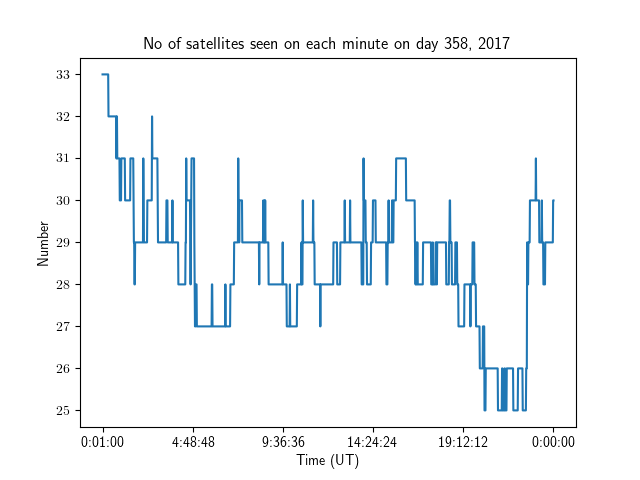 No of satellites seen on each minute on day 358, 2017
33
32
31
30
29
28
27
26
25
Number
0:01:00 4:48:48 9:36:36 14:24:24 19:12:12 0:00:00
Time (UT)